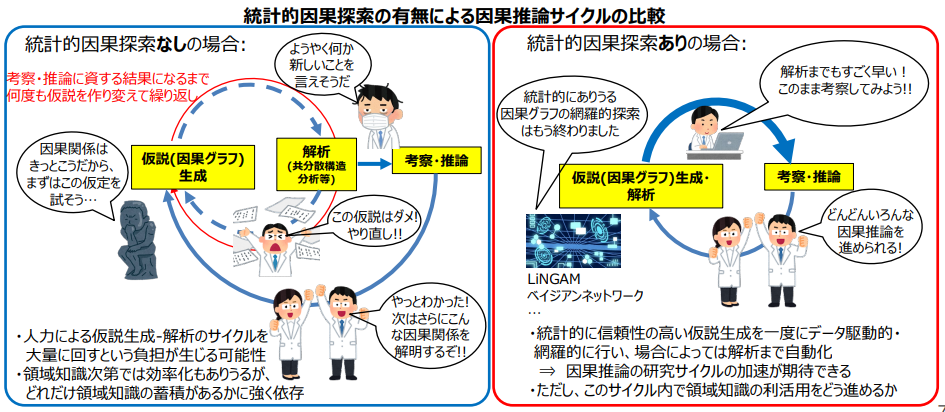 統計的因果探索の有無による因果推論サイクルの比較
統計的因果探索なしの場合:
考察・推論に資する結果になるまで
何度も仮説を作り変えて繰り返し
ようやく何か
新しいことを
言えそうだ
因果関係は
きっとこうだから、
まずはこの仮定を
試そう…
仮説(因果グラフ)
生成
解析
(共分散構造
分析等)
考察・推論
この仮説はダメ!
やり直し!!
やっとわかった!
次はさらにこん
な因果関係を
解明するぞ!!
・人力による仮説生成-解析のサイクルを
大量に回すという負担が生じる可能性
・領域知識次第では効率化もありうるが、
どれだけ領域知識の蓄積があるかに強く依存
統計的因果探索ありの場合:
統計的にありうる
因果グラフの網羅的探索
はもう終わりました
解析までもすごく早い！
このまま考察してみよう!!
仮説(因果グラフ)生成・
解析
考察・推論
どんどんいろんな
因果推論を
進められる!
LiNGAM
ベイジアンネットワーク
…
・統計的に信頼性の高い仮説生成を一度にデータ駆動的・
網羅的に行い、場合によっては解析まで自動化
⇒ 因果推論の研究サイクルの加速が期待できる
・ただし、このサイクル内で領域知識の利活用をどう進めるか
7